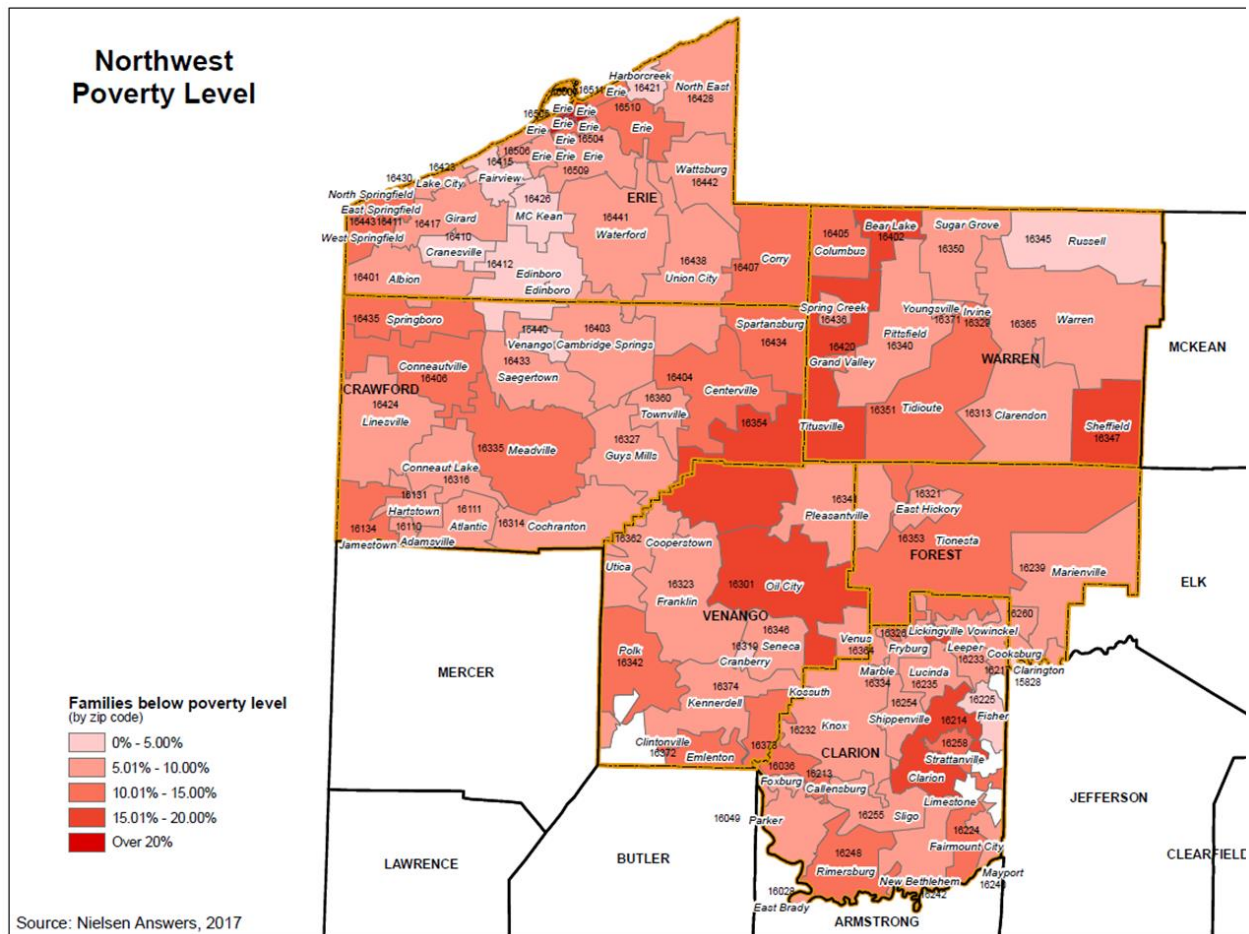 Northwest
Poverty Level
Harborcreek
16421
North East
16428
Erie
16510
Erie
Erie
Erie
Erie
Erie
Erie
Erie
Erie
16504
Erie
Erie
Erie
16506
16509
16415
Fairview
16423
Lake City
16430
North Springfield
East Springfield
16443
16411
West Springfield
16417
Girard
16410
Cranesville
16426
MC Kean
ERIE
16441
Waterford
Wattsburg
16442
16412
Edinboro
Edinboro
16401
Albion
16438
Union City
16407
Corry
16405
Columbus
Bear Lake
16402
Sugar Grove
16350
16345
Russell
16435
Springboro
16440
16403
Venango
Cambridge Springs
Spartansburg
16434
Spring Creek
16436
Youngsville
16371
Irvine
16329
16365
Warren
Pittsfield
16340
16420
Grand Valley
WARREN
MCKEAN
Conneautville
16406
16433
Saegertown
CRAWFORD
16424
Linesville
16404
Centerville
16360
Townville
16354
Titusville
16351
Tidioute
16313
Clarendon
Sheffield
16347
16335
Meadville
16327
Guys Mills
Conneaut Lake
16316
16131
Hartstown
16111
Atlantic
16314
Cochranton
16134
16110
Adamsville
Jamestown
Pleasantville
16321
East Hickory
16353
Tionesta
FOREST
16239
Marienville
ELK
16362
Cooperstown
Utica
16323
Franklin
16301
Oil City
VENANGO
16346
Seneca
16319
Cranberry
Venus
16364
16326
Fryburg
Lickingville
Vowinckel
16260
Leeper
16233
Cooksburg
16217
Clarington
15828
Polk
16342
MERCER
16374
Kennerdell
Kossuth
Marble
16334
Lucinda
16235
16225
Fisher
16254
Shippenville
16214
16232
Knox
CLARION
16258
Strattanville
Clarion
Clintonville
16372
Emlenton
16373
16036
Foxburg
16213
Callensburg
Limestone
16049
Parker
16255
Sligo
16224
Fairmount City
16248
Rimersburg
New Bethlehem
16242
Mayport
16028
East Brady
JEFFERSON
CLEARFIELD
LAWRENCE
BUTLER
ARMSTRONG
Families below poverty level
(by zip code)
0% - 5.00%
5.01% - 10.00%
10.01% - 15.00%
15.01% - 20.00%
Over 20%
Source: Nielsen Answers, 2017